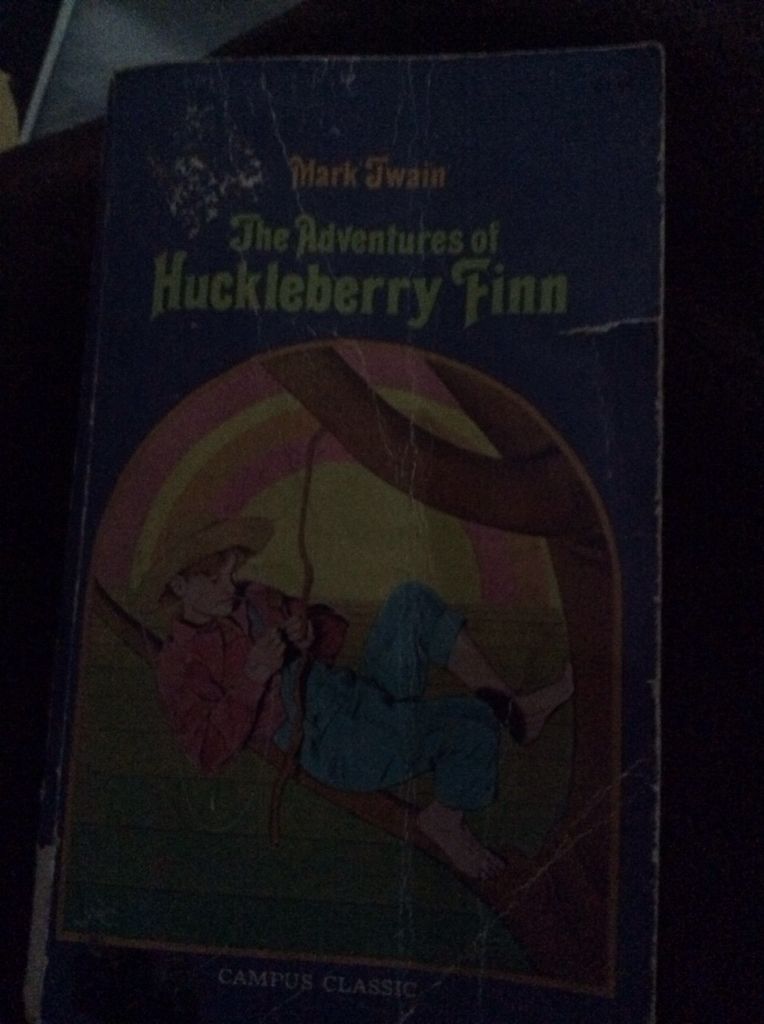 Mark Twain
The Adventures of
Huckleberry Finn
CAMPUS CLASSIC